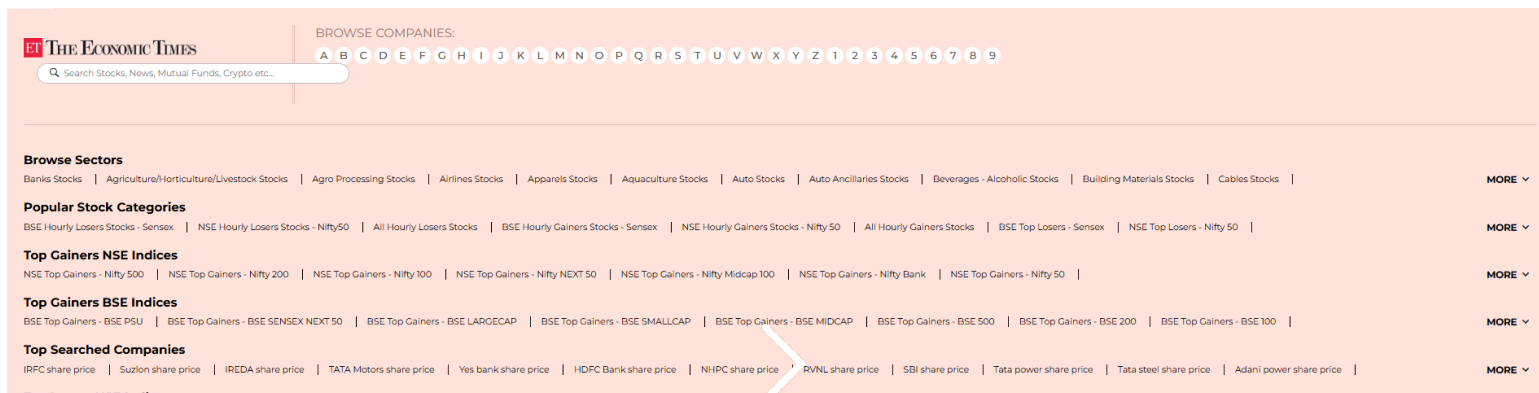 BROWSE COMPANIES:
ET THE ECONOMIC TIMES
A B C D E F G H I J K L M N O P Q R S T U V W X Y Z 1 2 3 4 5 6 7 8 9
Search Stocks, News, Mutual Funds, Crypto etc...
Browse Sectors
Banks Stocks | Agriculture/Horticulture/Livestock Stocks | Agro Processing Stocks | Airlines Stocks | Apparels Stocks | Aquaculture Stocks | Auto Stocks | Auto Ancillaries Stocks | Beverages - Alcoholic Stocks | Building Materials Stocks | Cables Stocks | MORE
Popular Stock Categories
BSE Hourly Losers Stocks - Sensex | NSE Hourly Losers Stocks - Nifty50 | All Hourly Losers Stocks | BSE Hourly Gainers Stocks - Sensex | NSE Hourly Gainers Stocks - Nifty 50 | All Hourly Gainers Stocks | BSE Top Losers - Sensex | NSE Top Losers - Nifty 50 | MORE
Top Gainers NSE Indices
NSE Top Gainers - Nifty 500 | NSE Top Gainers - Nifty 200 | NSE Top Gainers - Nifty 100 | NSE Top Gainers - Nifty NEXT 50 | NSE Top Gainers - Nifty Midcap 100 | NSE Top Gainers - Nifty Bank | NSE Top Gainers - Nifty 50 | MORE
Top Gainers BSE Indices
BSE Top Gainers - BSE PSU | BSE Top Gainers - BSE SENSEX NEXT 50 | BSE Top Gainers - BSE LARGECAP | BSE Top Gainers - BSE SMALLCAP | BSE Top Gainers - BSE MIDCAP | BSE Top Gainers - BSE 500 | BSE Top Gainers - BSE 200 | BSE Top Gainers - BSE 100 | MORE
Top Searched Companies
IRFC share price | Suzlon share price | IREDA share price | TATA Motors share price | Yes bank share price | HDFC Bank share price | NHPC share price | RVNL share price | SBI share price | Tata power share price | Tata steel share price | Adani power share price | MORE